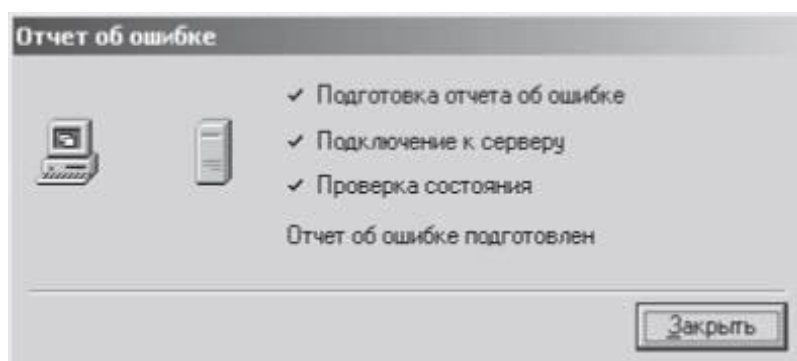 Отчет об ошибке
Подготовка отчета об ошибке
Подключение к серверу
Проверка состояния
Отчет об ошибке подготовлен
Закрыть